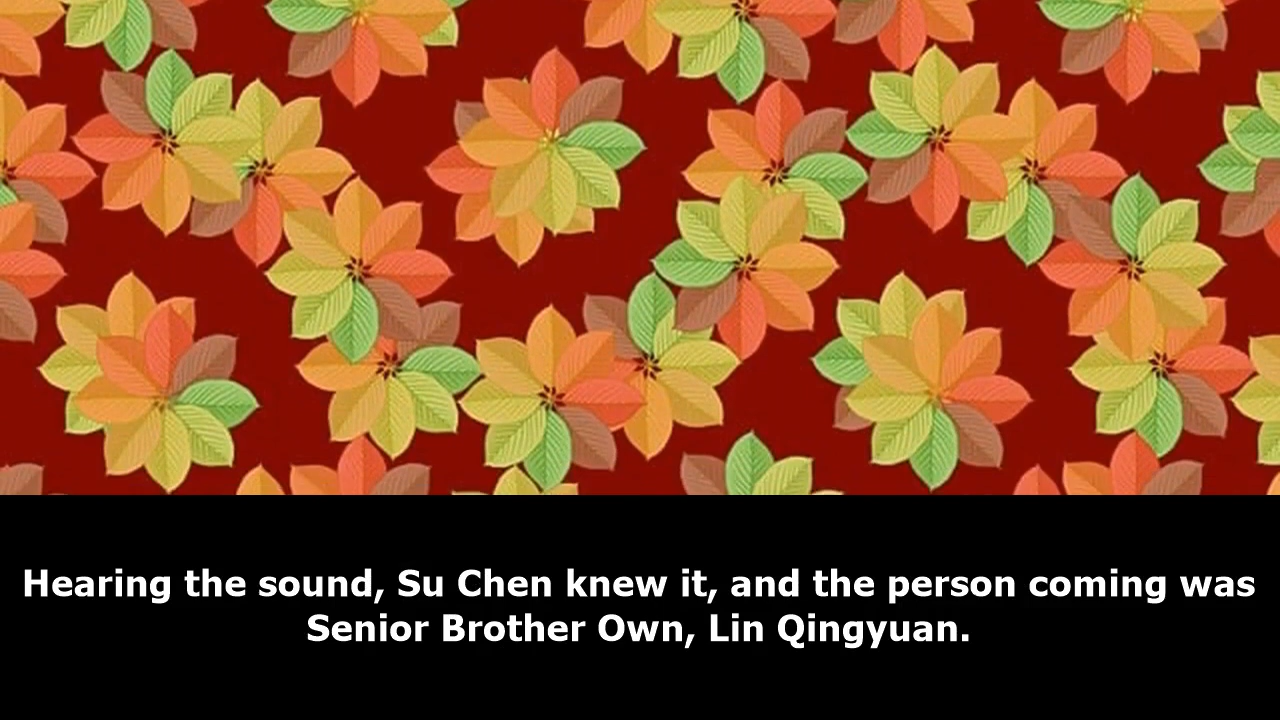 Hearing the sound, Su Chen knew it, and the person coming was
Senior Brother Own, Lin Qingyuan.